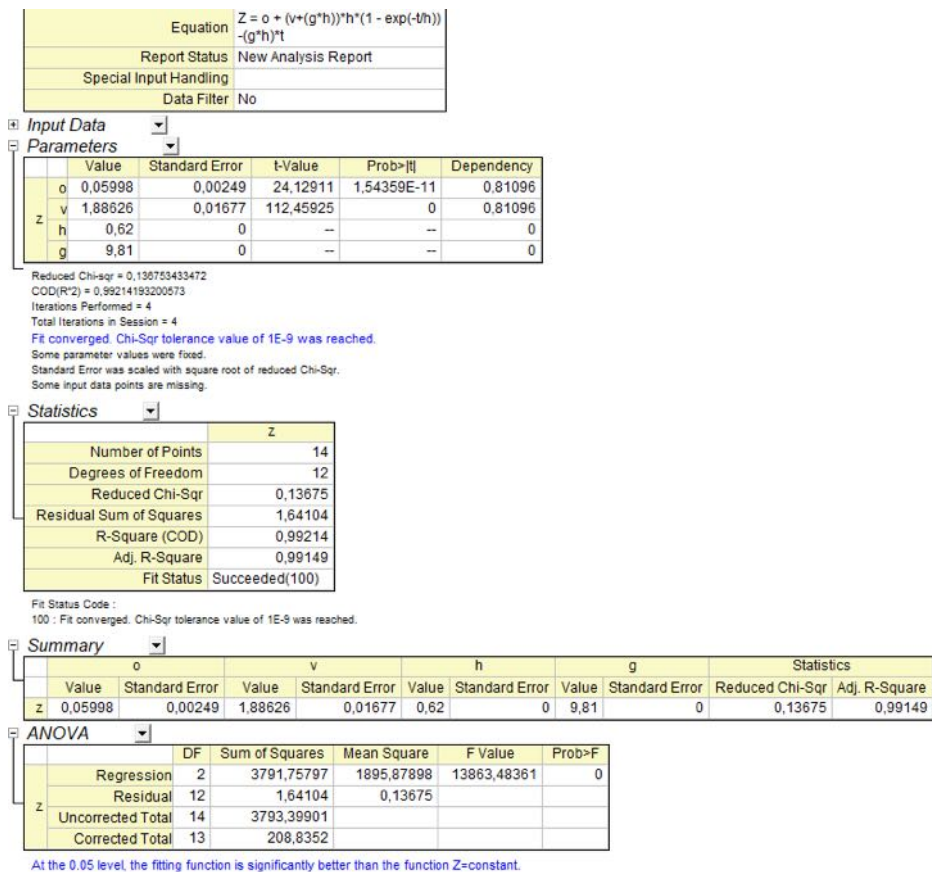 Equation Z = o + (v+(g*h))*h*(1 - exp(-t/h))
-(g*h)*t
Report Status New Analysis Report
Special Input Handling
Data Filter No
Input Data
Parameters
Value Standard Error t-Value Prob>|t| Dependency
z o 0,05998 0,00249 24,12911 1,54359E-11 0,81096
v 1,88626 0,01677 112,45925 0 0,81096
h 0,62 0 -- -- 0
g 9,81 0 -- -- 0
Reduced Chi-sqr = 0,136753433472
COD(R^2) = 0,99214193200573
Iterations Performed = 4
Total Iterations in Session = 4
Fit converged. Chi-Sqr tolerance value of 1E-9 was reached.
Some parameter values were fixed.
Standard Error was scaled with square root of reduced Chi-Sqr.
Some input data points are missing.
Statistics
z
Number of Points 14
Degrees of Freedom 12
Reduced Chi-Sqr 0,13675
Residual Sum of Squares 1,64104
R-Square (COD) 0,99214
Adj. R-Square 0,99149
Fit Status Succeeded(100)
Fit Status Code :
100 : Fit converged. Chi-Sqr tolerance value of 1E-9 was reached.
Summary
o v h g Statistics
Value Standard Error Value Standard Error Value Standard Error Value Standard Error Reduced Chi-Sqr Adj. R-Square
z 0,05998 0,00249 1,88626 0,01677 0,62 0 9,81 0 0,13675 0,99149
ANOVA
DF Sum of Squares Mean Square F Value Prob>F
z Regression 2 3791,75797 1895,87898 13863,48361 0
Residual 12 1,64104 0,13675
Uncorrected Total 14 3793,39901
Corrected Total 13 208,8352
At the 0.05 level, the fitting function is significantly better than the function Z=constant.